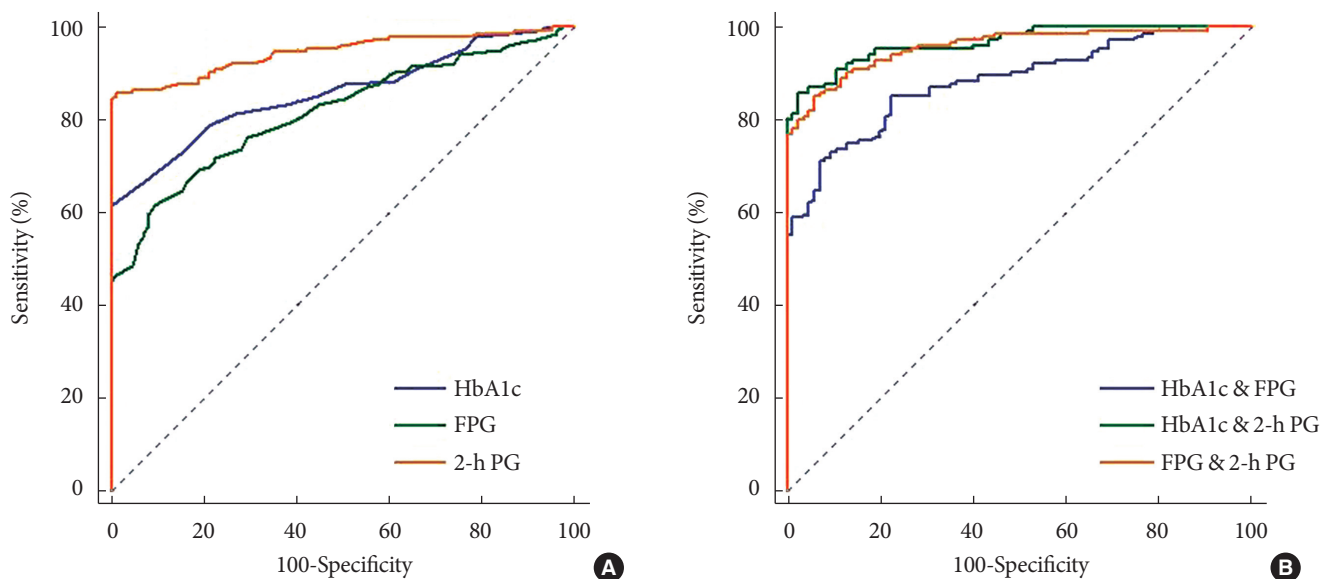 100
80
60
40
20
0
Sensitivity (%)
HbA1c
FPG
2-h PG
0 20 40 60 80 100
100-Specificity
A
100
80
60
40
20
0
Sensitivity (%)
HbA1c & FPG
HbA1c & 2-h PG
FPG & 2-h PG
0 20 40 60 80 100
100-Specificity
B